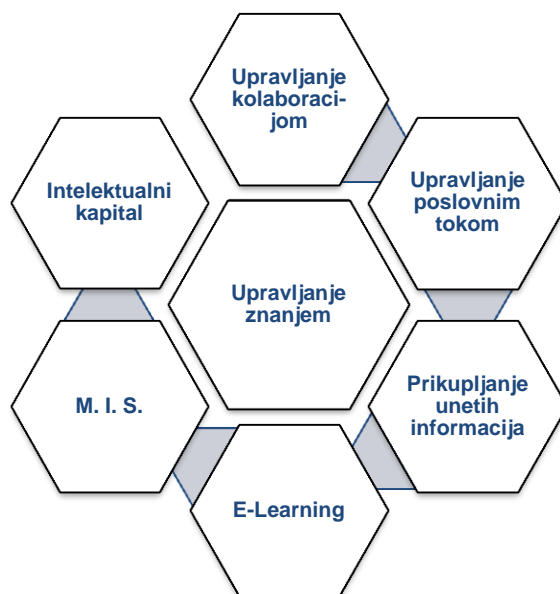 Upravljanje
kolaboraci-
jom
Upravljanje
poslovnim
tokom
Prikupljanje
unetih
informacija
E-Learning
M. I. S.
Intelektualni
kapital
Upravljanje
znanjem